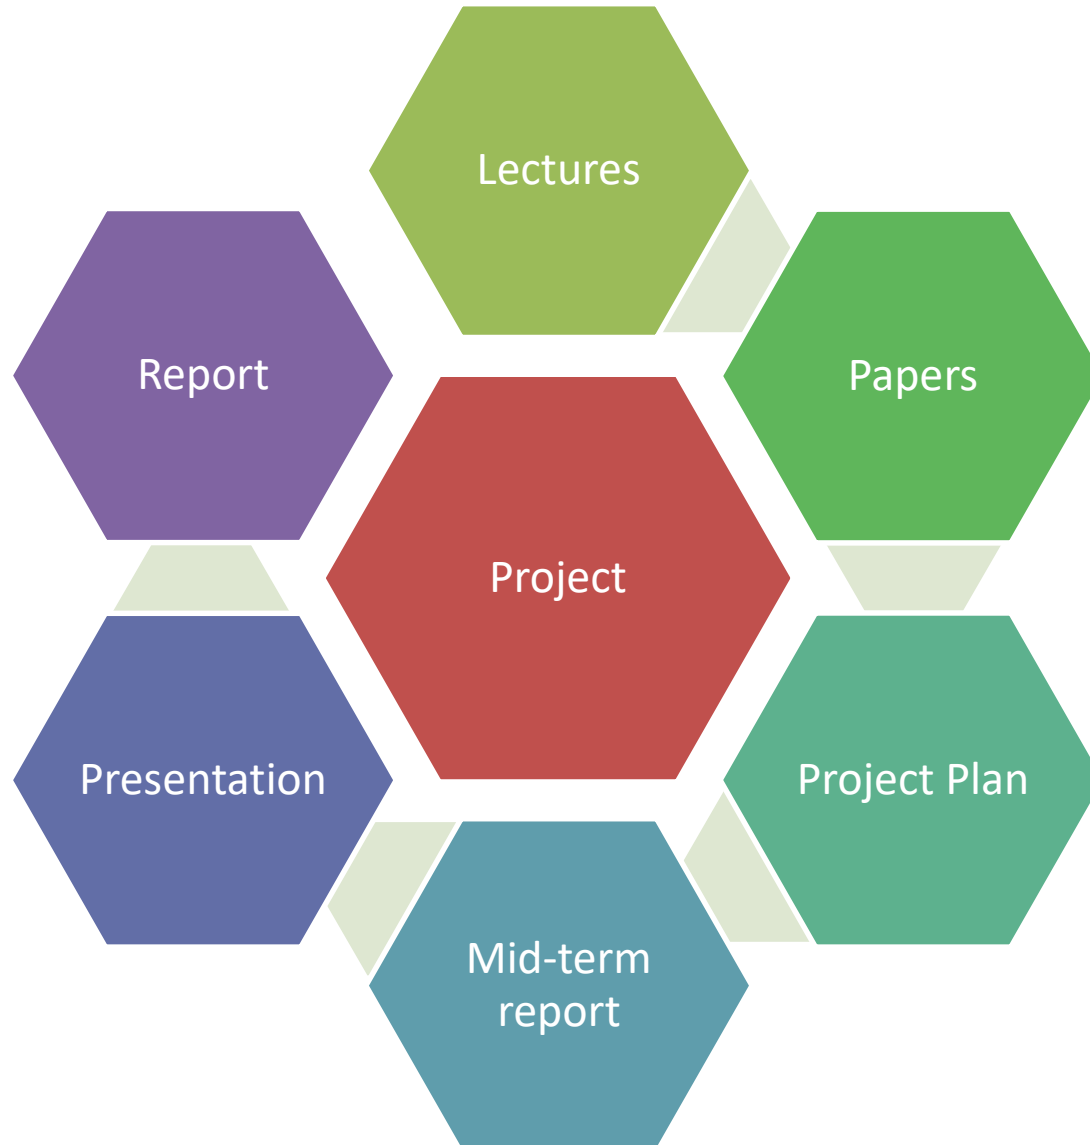 Lectures
Papers
Project Plan
Mid-term
report
Presentation
Report
Project